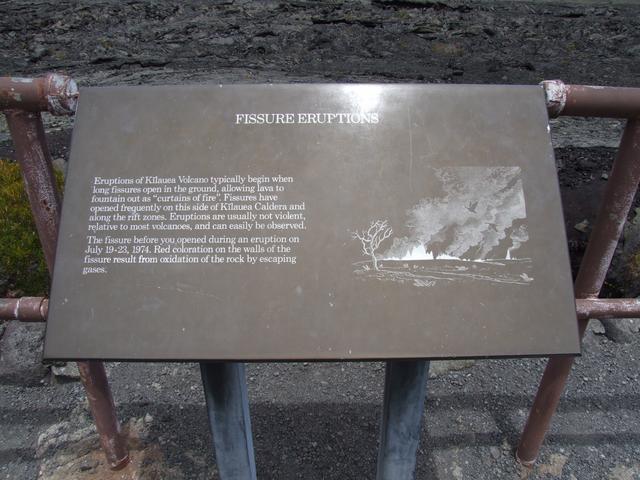 FISSURE ERUPTIONS
Eruptions of Kīlauea Volcano typically begin when
long fissures open in the ground, allowing lava to
fountain out as "curtains of fire". Fissures have
opened frequently on this side of Kīlauea Caldera and
along the rift zones. Eruptions are usually not violent,
relative to most volcanoes, and can easily be observed.
The fissure before you opened during an eruption on
July 19-23, 1974. Red coloration on the walls of the
fissure result from oxidation of the rock by escaping
gases.